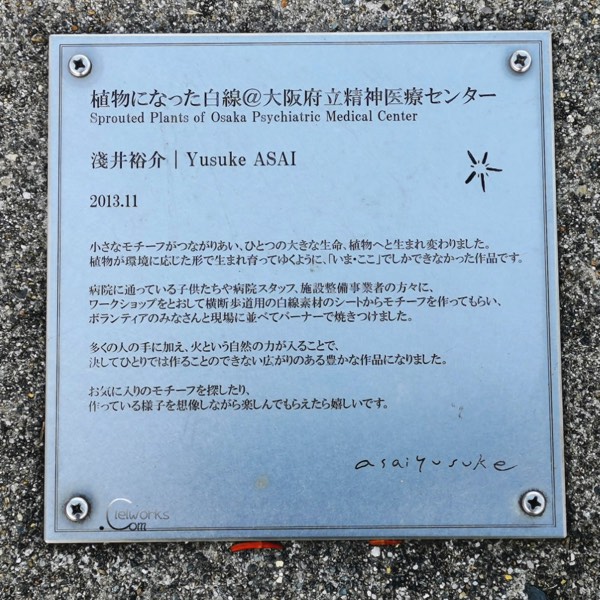 植物になった白線@大阪府立精神医療センター
Sprouted Plants of Osaka Psychiatric Medical Center
淺井裕介 | Yusuke ASAI
2013.11
小さなモチーフがつながりあい、ひとつの大きな生命、植物へと生まれ変わりました。
植物が環境に応じた形で生まれ育ってゆくように、「いま・ここ」でしかできなかった作品です。
病院に通っている子供たちや病院スタッフ、施設整備事業者の方々に、
ワークショップをとおして横断歩道用の白線素材のシートからモチーフを作ってもらい、
ボランティアのみなさんと現場に並べてバーナーで焼きつけました。
多くの人の手に加え、火という自然の力が入ることで、
決してひとりでは作ることのできない広がりのある豊かな作品になりました。
お気に入りのモチーフを探したり、
作っている様子を想像しながら楽しんでもらえたら嬉しいです。
asaiyusuke
Cielworks
.Com